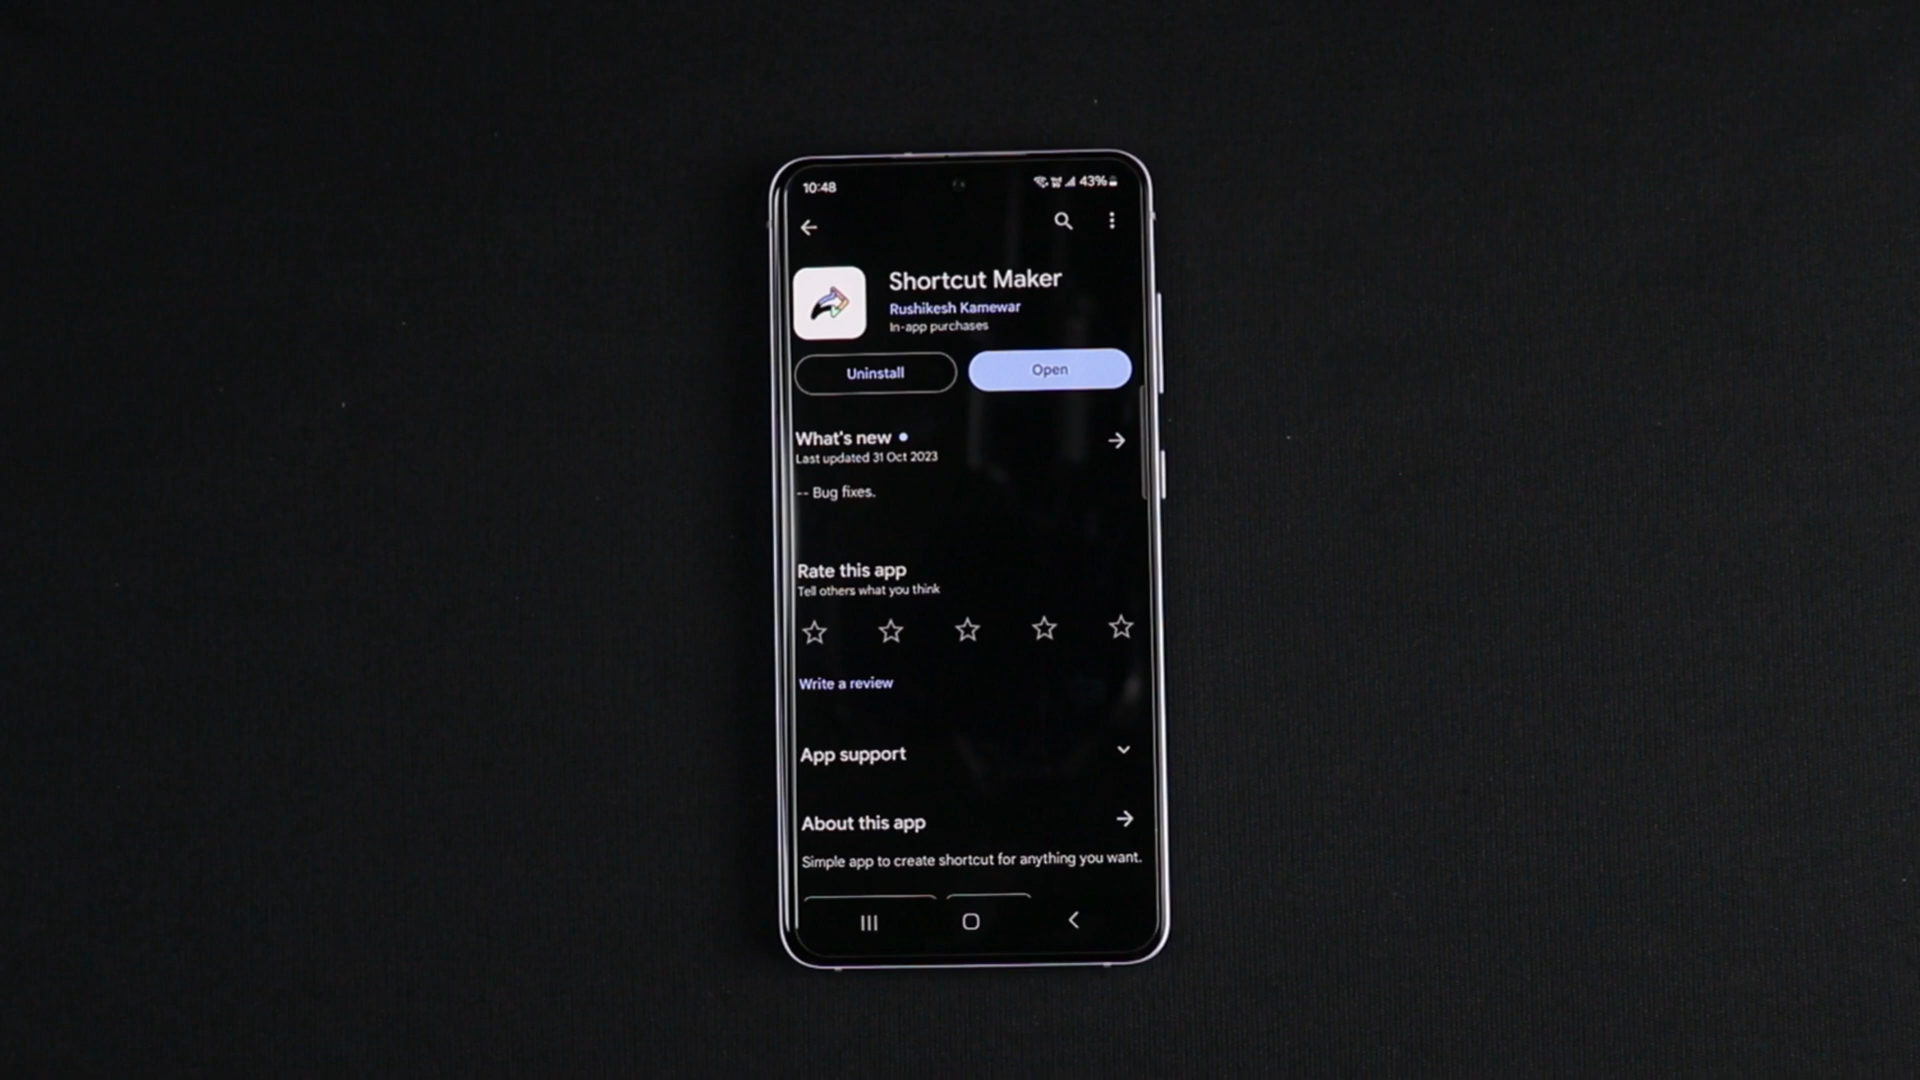 10:48
43%
Shortcut Maker
Rushikesh Kamewar
In-app purchases
Uninstall
Open
What's new
Last updated 31 Oct 2023
-- Bug fixes.
Rate this app
Tell others what you think
Write a review
App support
About this app
Simple app to create shortcut for anything you want.